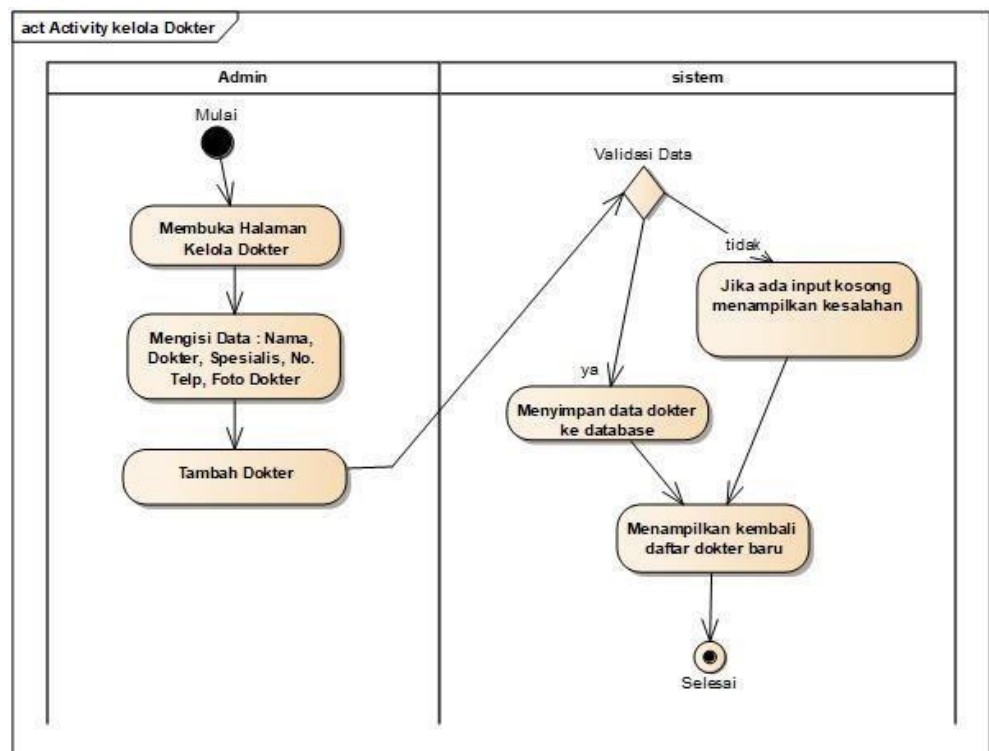 act Activity kelola Dokter
Admin
sistem
Mulai
Membuka Halaman
Kelola Dokter
Mengisi Data : Nama,
Dokter, Spesialis, No.
Telp, Foto Dokter
Tambah Dokter
Validasi Data
tidak
Jika ada input kosong
menampilkan kesalahan
ya
Menyimpan data dokter
ke database
Menampilkan kembali
daftar dokter baru
Selesai